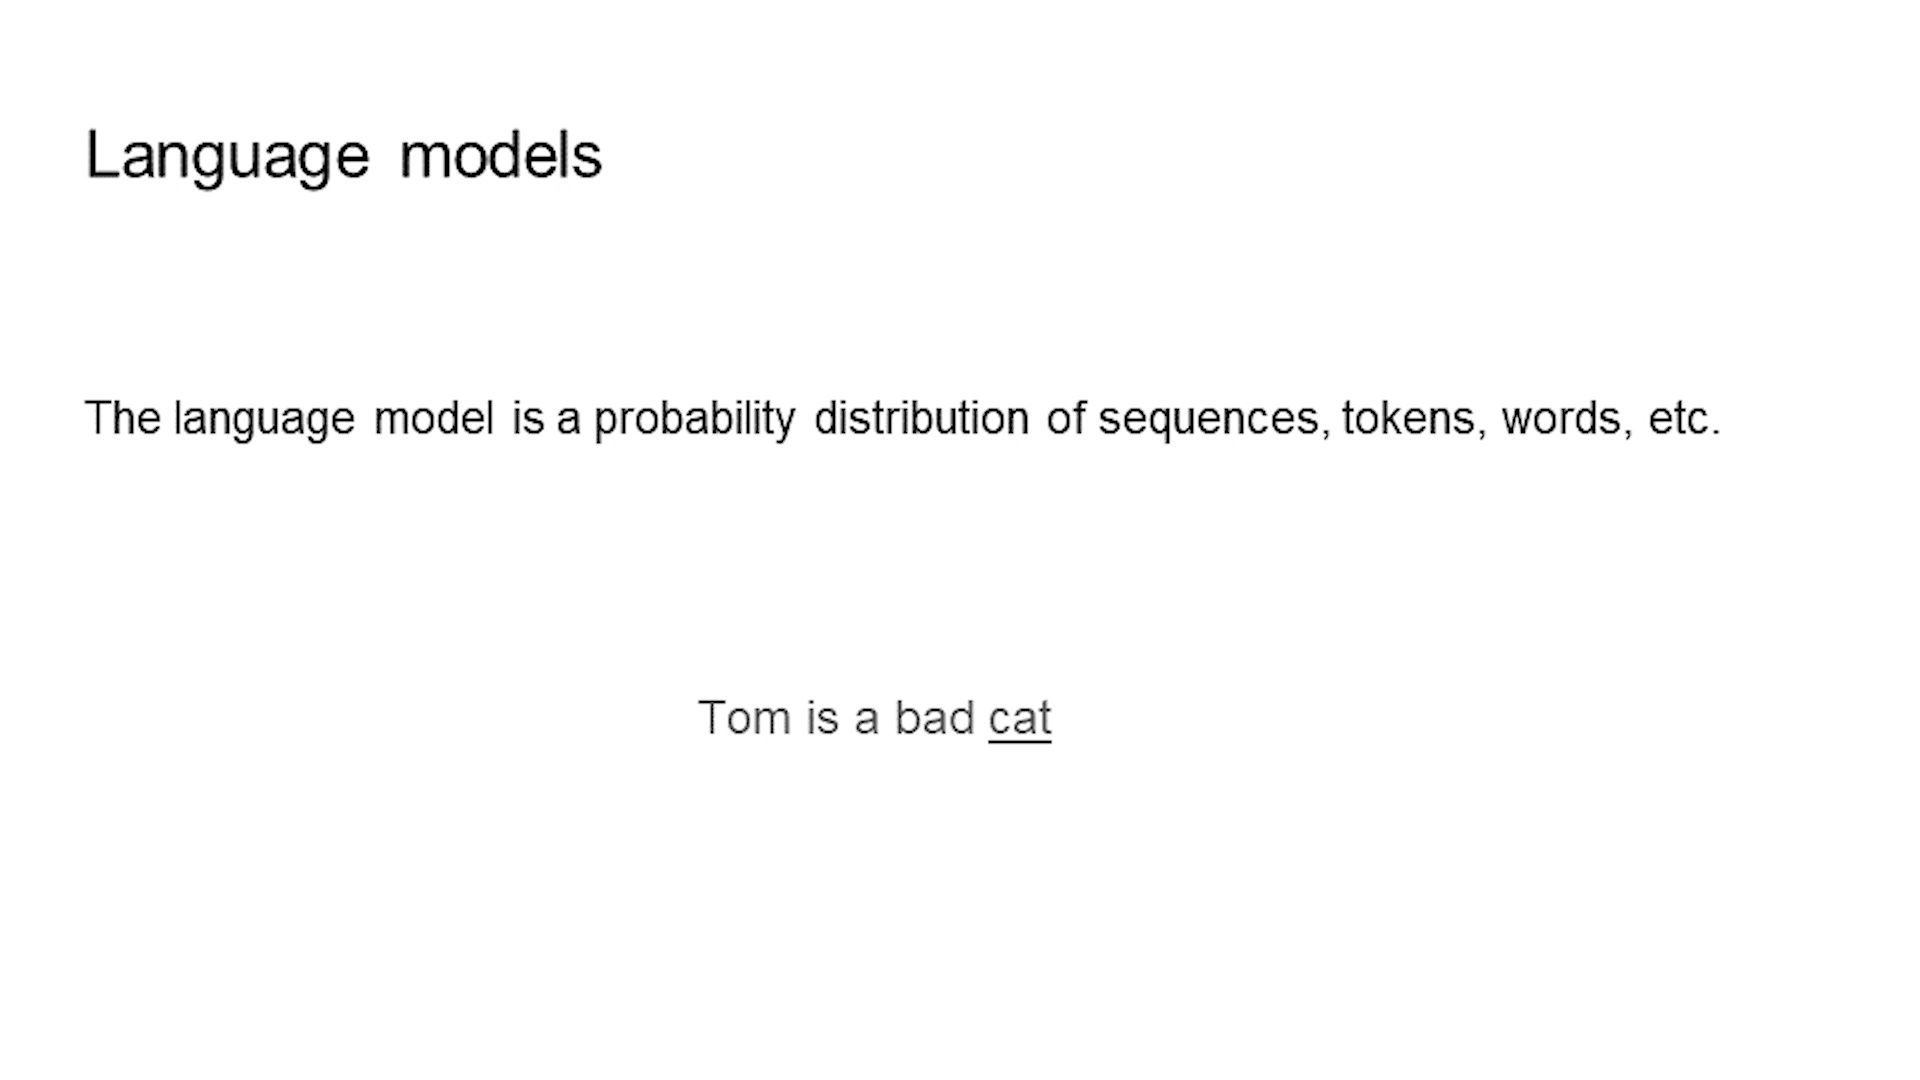 Language models
The language model is a probability distribution of sequences, tokens, words, etc.
Tom is a bad cat